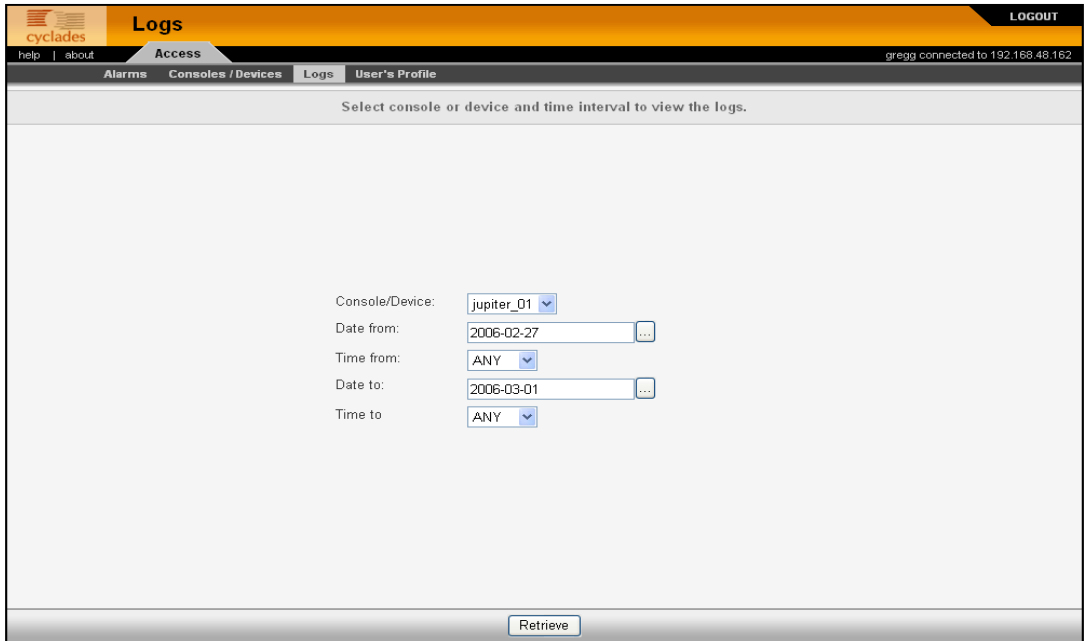 cyclades
Logs
LOGOUT
help | about
Access
gregg connected to 192.168.48.162
Alarms Consoles / Devices Logs User's Profile
Select console or device and time interval to view the logs.
Console/Device: jupiter_01
Date from: 2006-02-27 ...
Time from: ANY
Date to: 2006-03-01 ...
Time to ANY
Retrieve